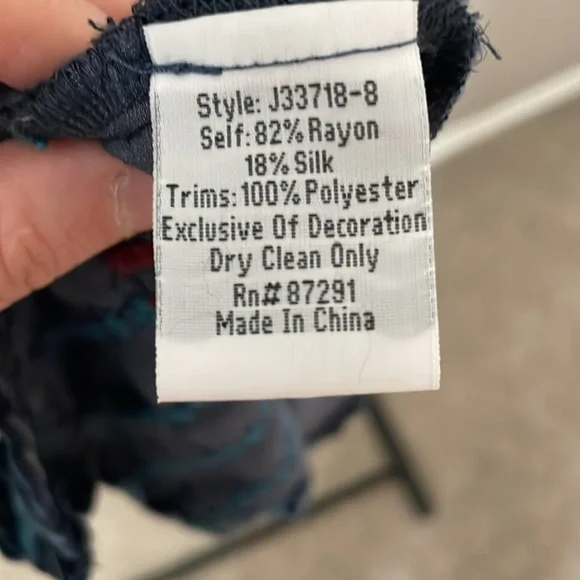 Style: J33718-8
Self: 82% Rayon
18% Silk
Trims: 100% Polyester
Exclusive Of Decoration
Dry Clean Only
Rn# 87291
Made In China